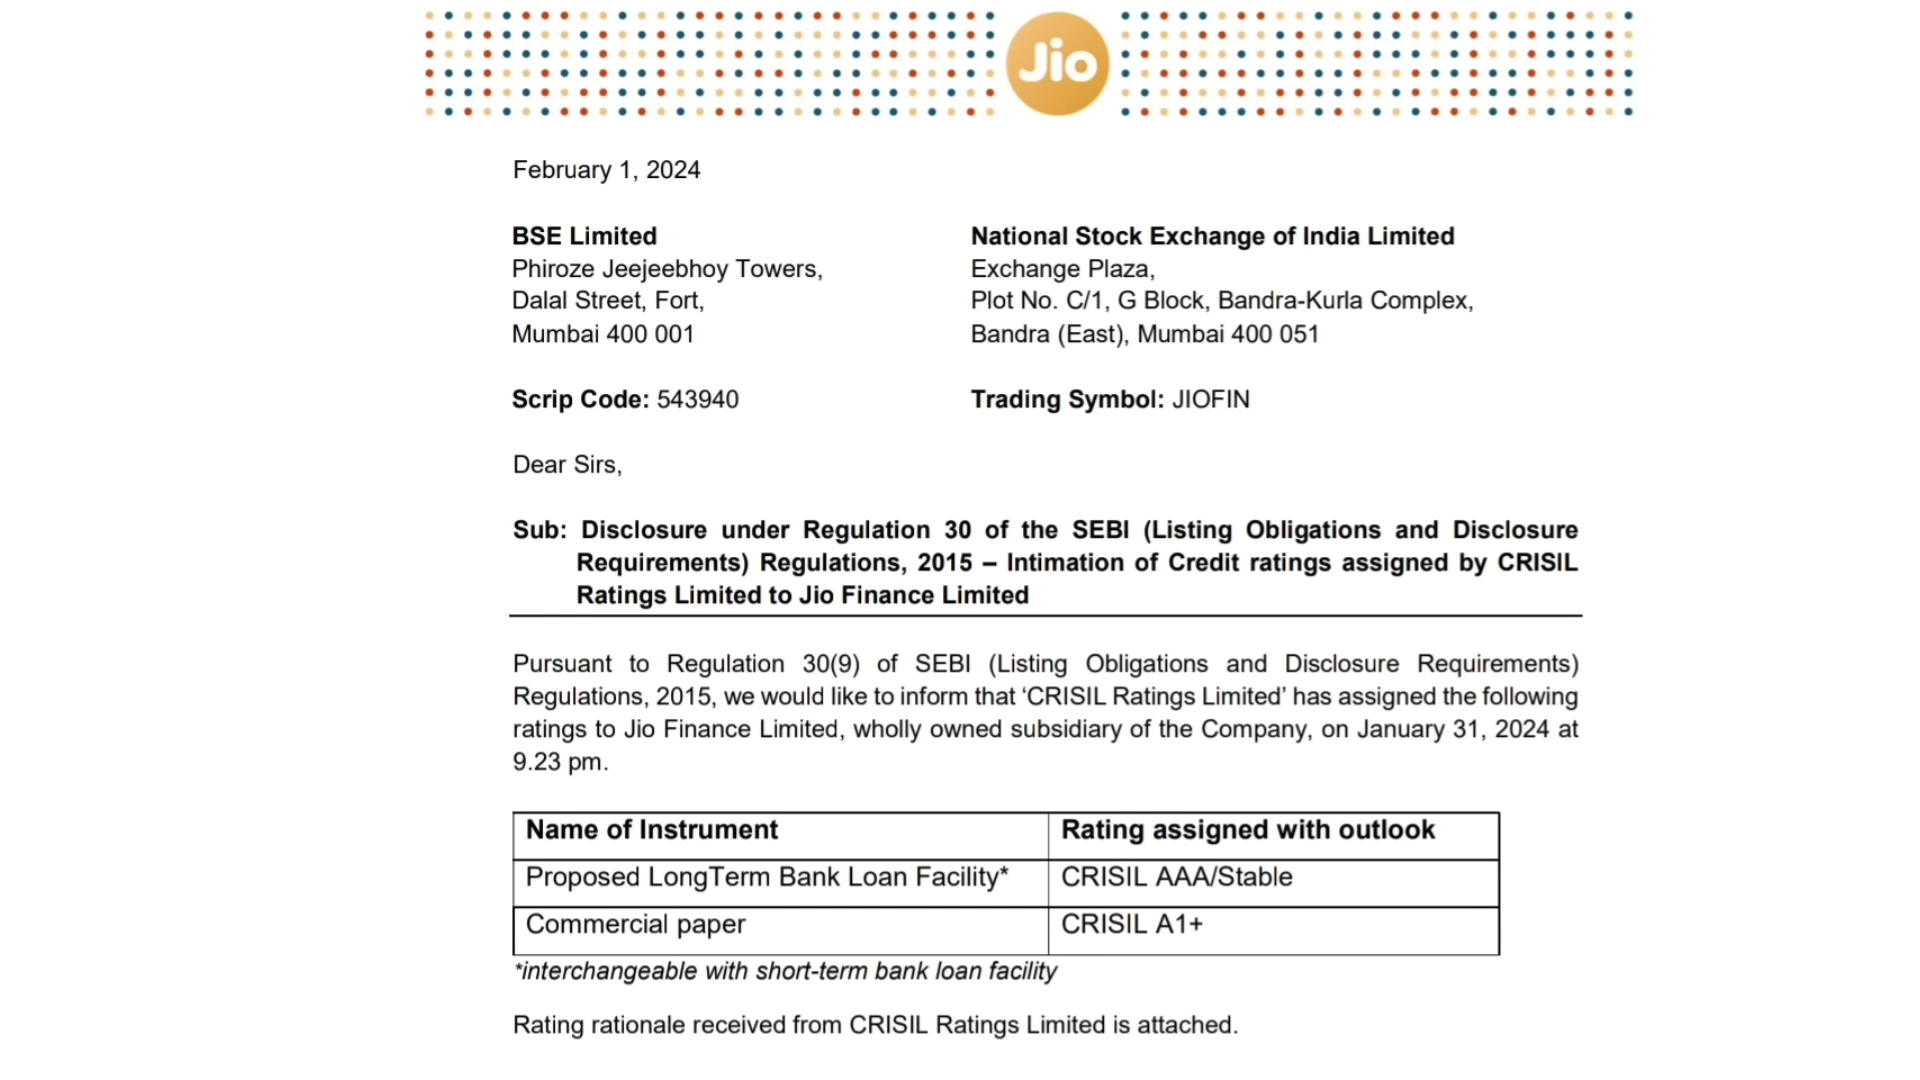 Jio
February 1, 2024
BSE Limited
Phiroze Jeejeebhoy Towers,
Dalal Street, Fort,
Mumbai 400 001
National Stock Exchange of India Limited
Exchange Plaza,
Plot No. C/1, G Block, Bandra-Kurla Complex,
Bandra (East), Mumbai 400 051
Scrip Code: 543940
Trading Symbol: JIOFIN
Dear Sirs,
Sub: Disclosure under Regulation 30 of the SEBI (Listing Obligations and Disclosure
Requirements) Regulations, 2015 – Intimation of Credit ratings assigned by CRISIL
Ratings Limited to Jio Finance Limited
Pursuant to Regulation 30(9) of SEBI (Listing Obligations and Disclosure Requirements)
Regulations, 2015, we would like to inform that ‘CRISIL Ratings Limited’ has assigned the following
ratings to Jio Finance Limited, wholly owned subsidiary of the Company, on January 31, 2024 at
9.23 pm.
Name of Instrument
Rating assigned with outlook
Proposed LongTerm Bank Loan Facility*
CRISIL AAA/Stable
Commercial paper
CRISIL A1+
*interchangeable with short-term bank loan facility
Rating rationale received from CRISIL Ratings Limited is attached.